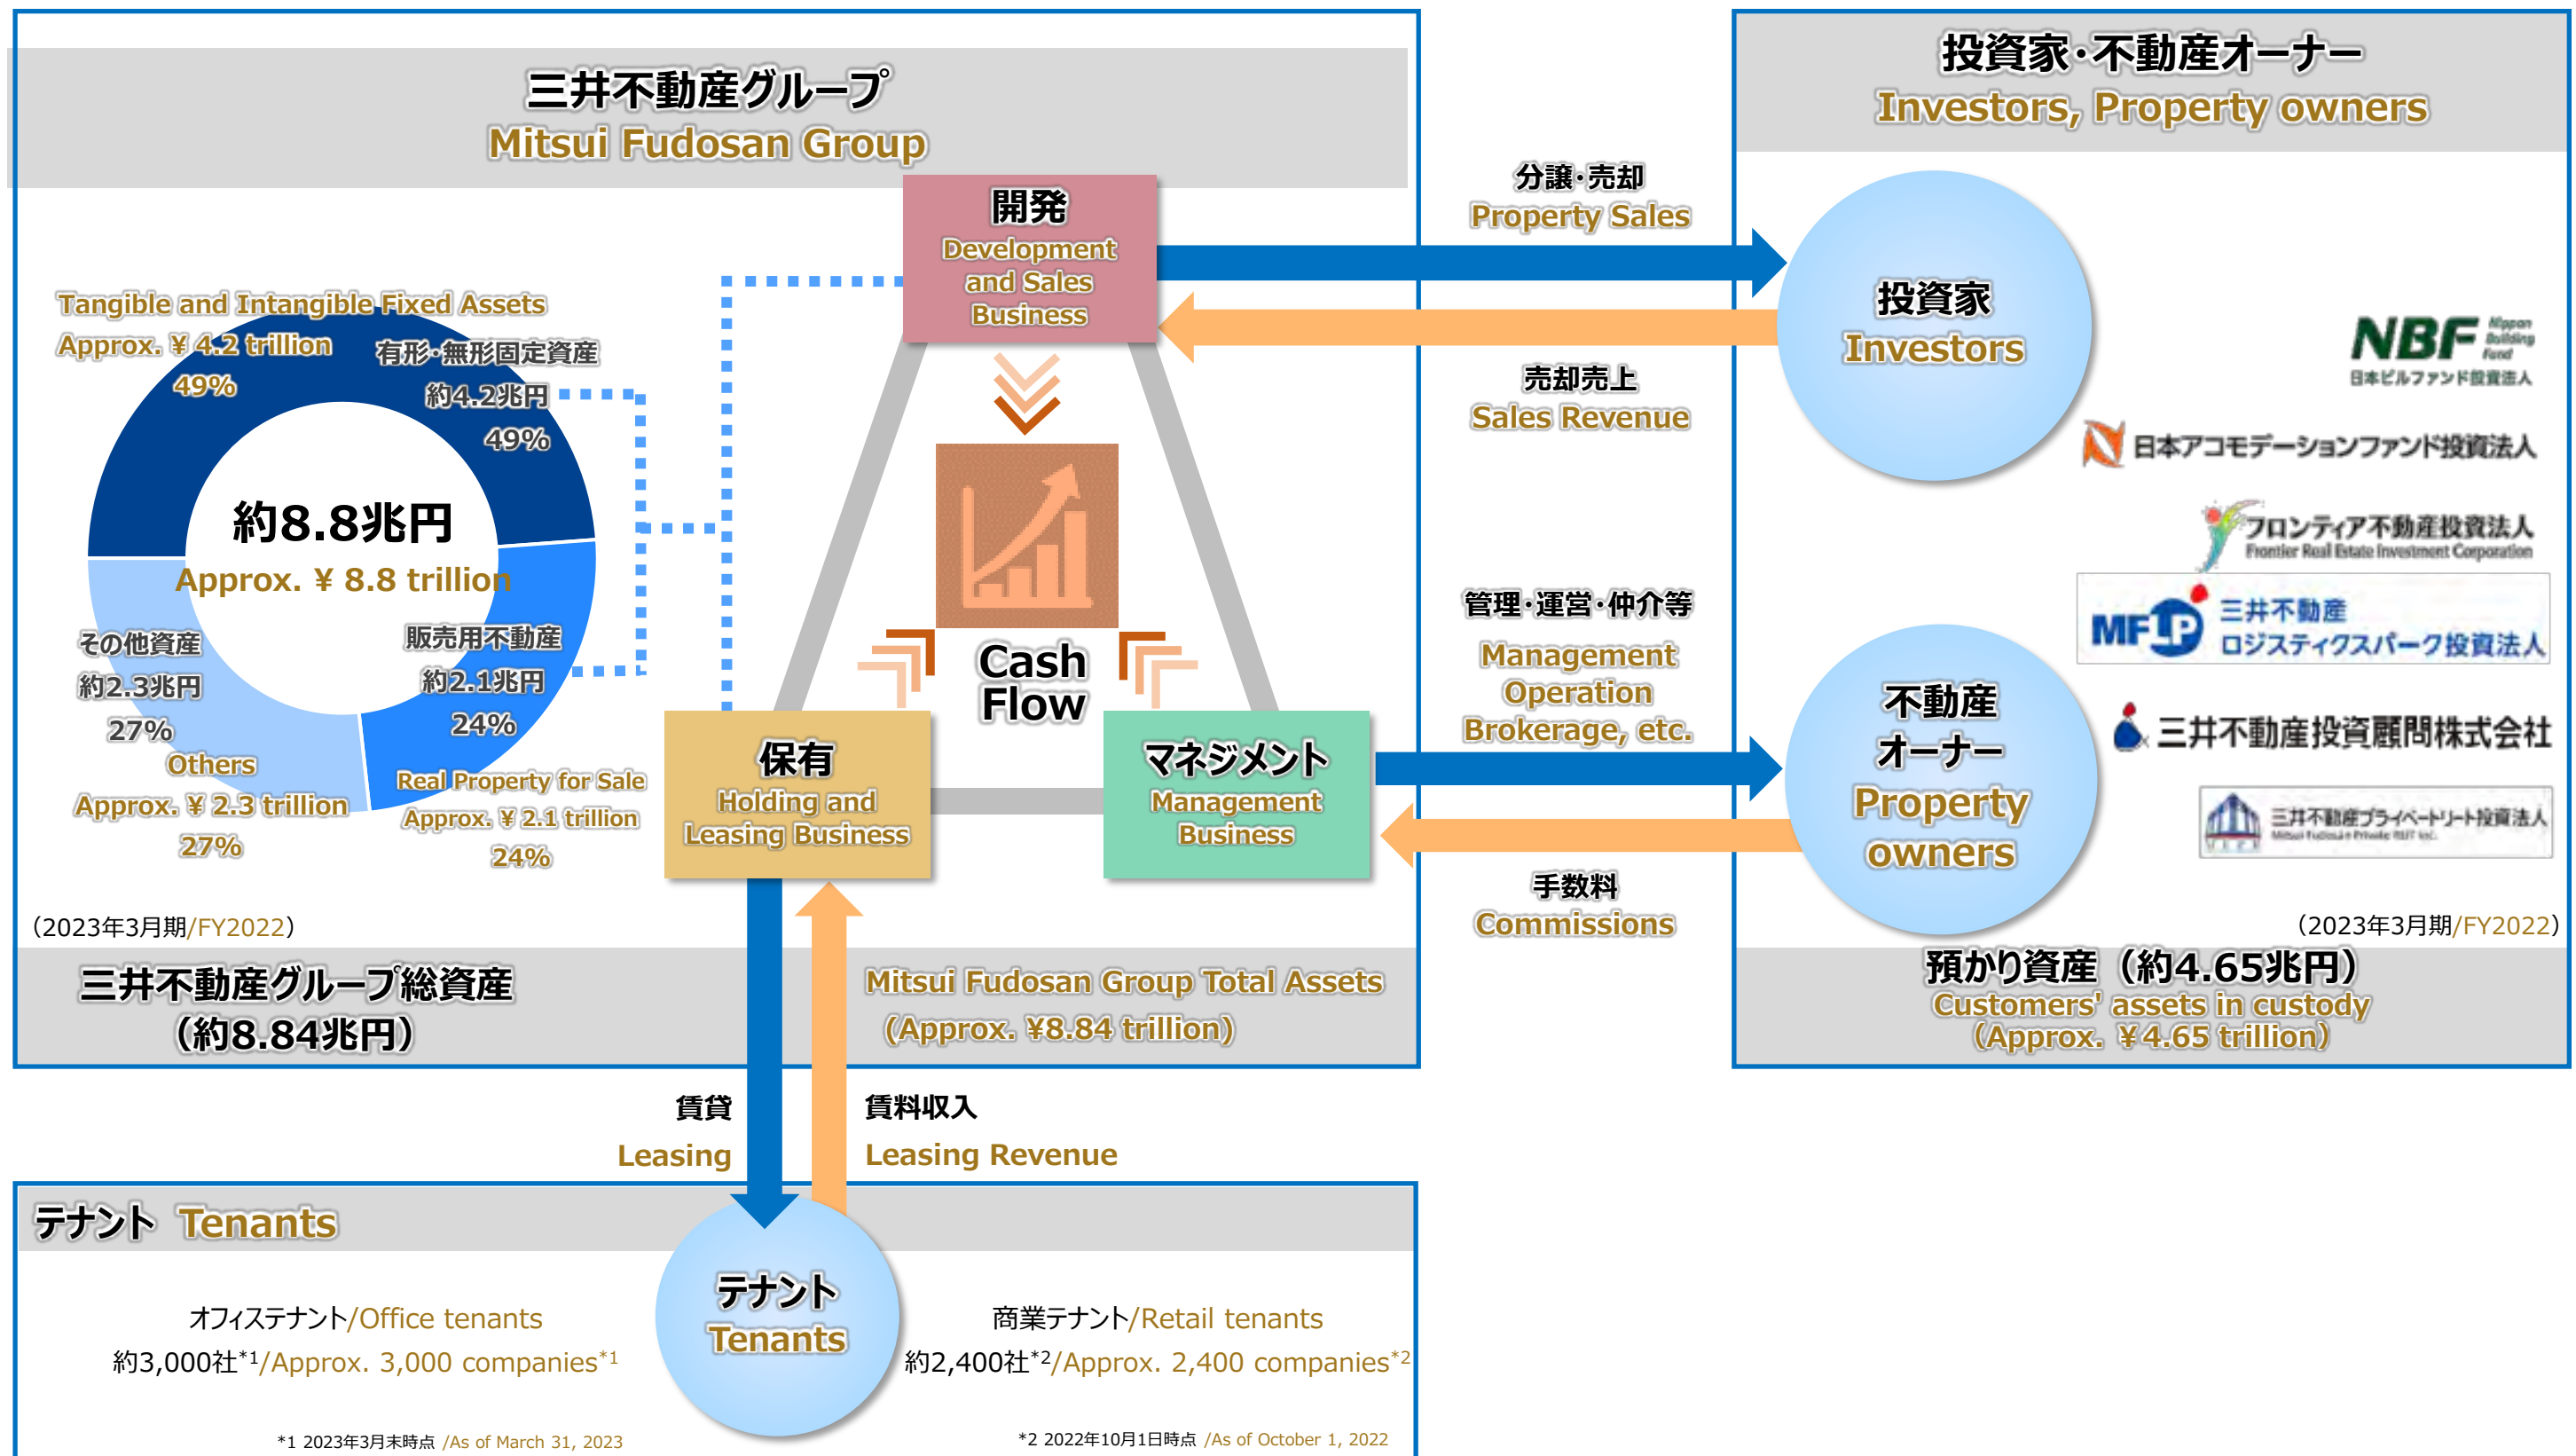 三井不動産グループ
Mitsui Fudosan Group
投資家・不動産オーナー
Investors, Property owners
開発
Development
and Sales
Business
分譲・売却
Property Sales
売却売上
Sales Revenue
投資家
Investors
Tangible and Intangible Fixed Assets
Approx. ¥ 4.2 trillion
49%
有形・無形固定資産
約4.2兆円
49%
約8.8兆円
Approx. ¥ 8.8 trillion
その他資産
約2.3兆円
27%
Others
Approx. ¥ 2.3 trillion
27%
販売用不動産
約2.1兆円
24%
Real Property for Sale
Approx. ¥ 2.1 trillion
24%
Cash
Flow
保有
Holding and
Leasing Business
マネジメント
Management
Business
管理・運営・仲介等
Management
Operation
Brokerage, etc.
手数料
Commissions
不動産
オーナー
Property
owners
NBF Nippon
Building
Fund
日本ビルファンド投資法人
日本アコモデーションファンド投資法人
フロンティア不動産投資法人
Frontier Real Estate Investment Corporation
MFLP 三井不動産
ロジスティクスパーク投資法人
三井不動産投資顧問株式会社
三井不動産プライベートリート投資法人
Mitsui Fudosan Private REIT Inc.
（2023年3月期/FY2022）
（2023年3月期/FY2022）
三井不動産グループ総資産
（約8.84兆円）
Mitsui Fudosan Group Total Assets
(Approx. ¥8.84 trillion)
預かり資産（約4.65兆円）
Customers' assets in custody
(Approx. ¥4.65 trillion)
賃貸
Leasing
賃料収入
Leasing Revenue
テナント Tenants
テナント
Tenants
オフィステナント/Office tenants
約3,000社*1/Approx. 3,000 companies*1
商業テナント/Retail tenants
約2,400社*2/Approx. 2,400 companies*2
*1 2023年3月末時点 /As of March 31, 2023
*2 2022年10月1日時点 /As of October 1, 2022